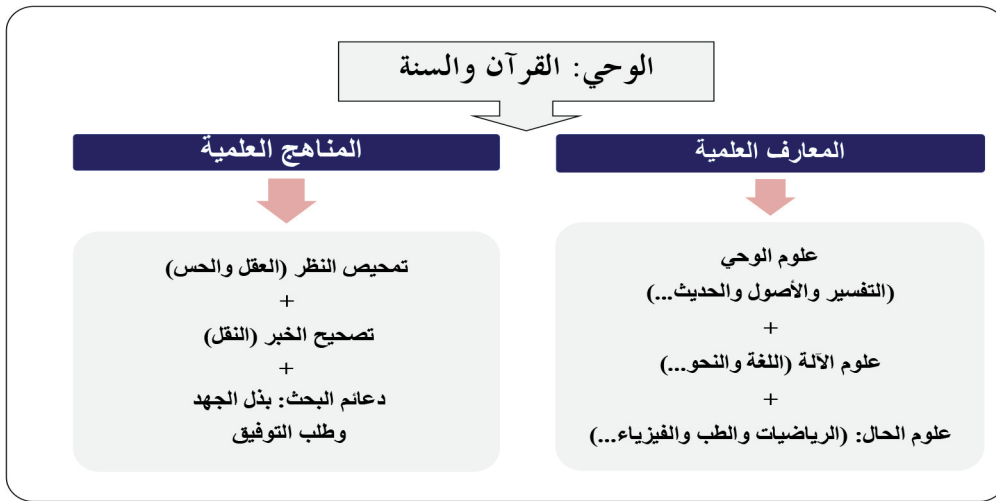 الوحي: القرآن والسنة
المعارف العلمية
علوم الوحي
(التفسير والأصول والحديث...)
+
علوم الآلة (اللغة والنحو...)
+
علوم الحال: (الرياضيات والطب والفيزياء...)
المناهج العلمية
تمحيص النظر (العقل والحس)
+
تصحيح الخبر (النقل)
+
دعائم البحث: بذل الجهد
وطلب التوفيق